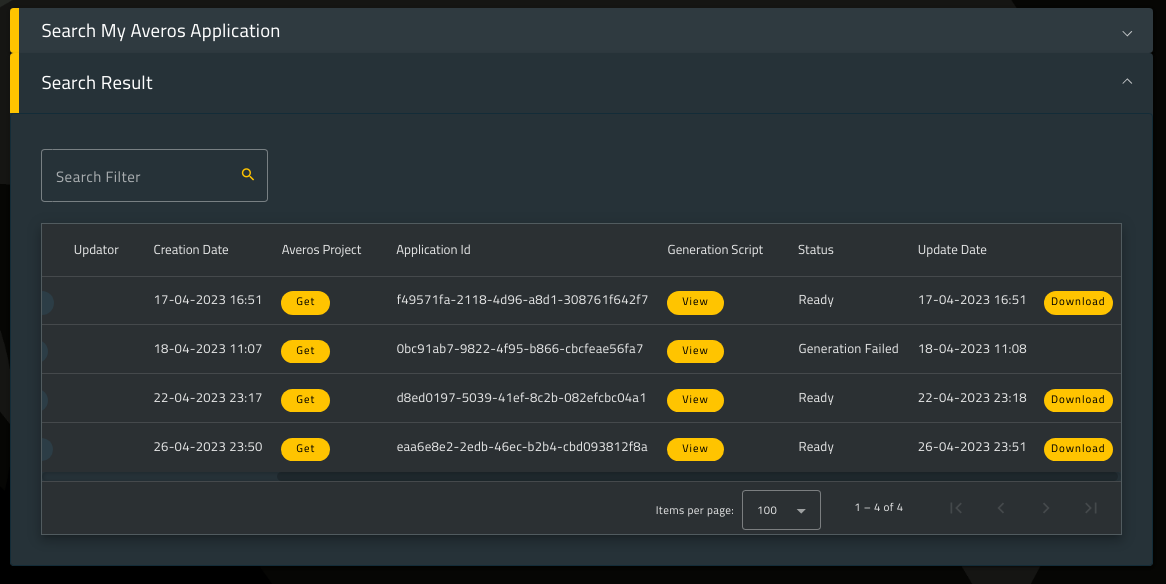 Search My Averos Application
Search Result
Search Filter
Updator Creation Date Averos Project Application Id Generation Script Status Update Date
17-04-2023 16:51 Get f49571fa-2118-4d96-a8d1-308761f642f7 View Ready 17-04-2023 16:51 Download
18-04-2023 11:07 Get 0bc91ab7-9822-4f95-b866-cbcfeae56fa7 View Generation Failed 18-04-2023 11:08
22-04-2023 23:17 Get d8ed0197-5039-41ef-8c2b-082efcbc04a1 View Ready 22-04-2023 23:18 Download
26-04-2023 23:50 Get eaa6e8e2-2edb-46ec-b2b4-cbd093812f8a View Ready 26-04-2023 23:51 Download
Items per page: 100 1 – 4 of 4